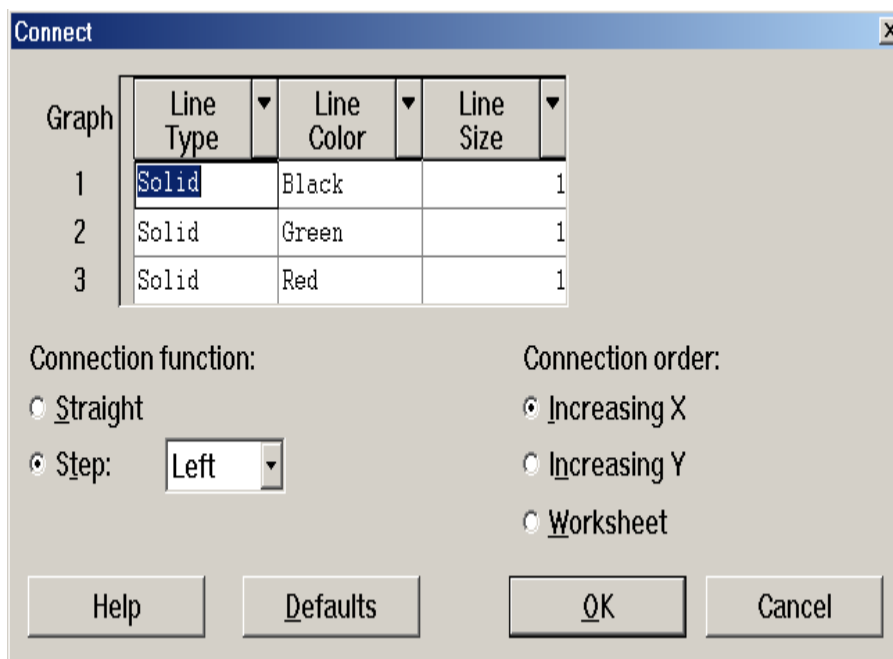 Connect
Graph Line Type Line Color Line Size
1 Solid Black 1
2 Solid Green 1
3 Solid Red 1
Connection function:
Straight
Step: Left
Connection order:
Increasing X
Increasing Y
Worksheet
Help Defaults OK Cancel